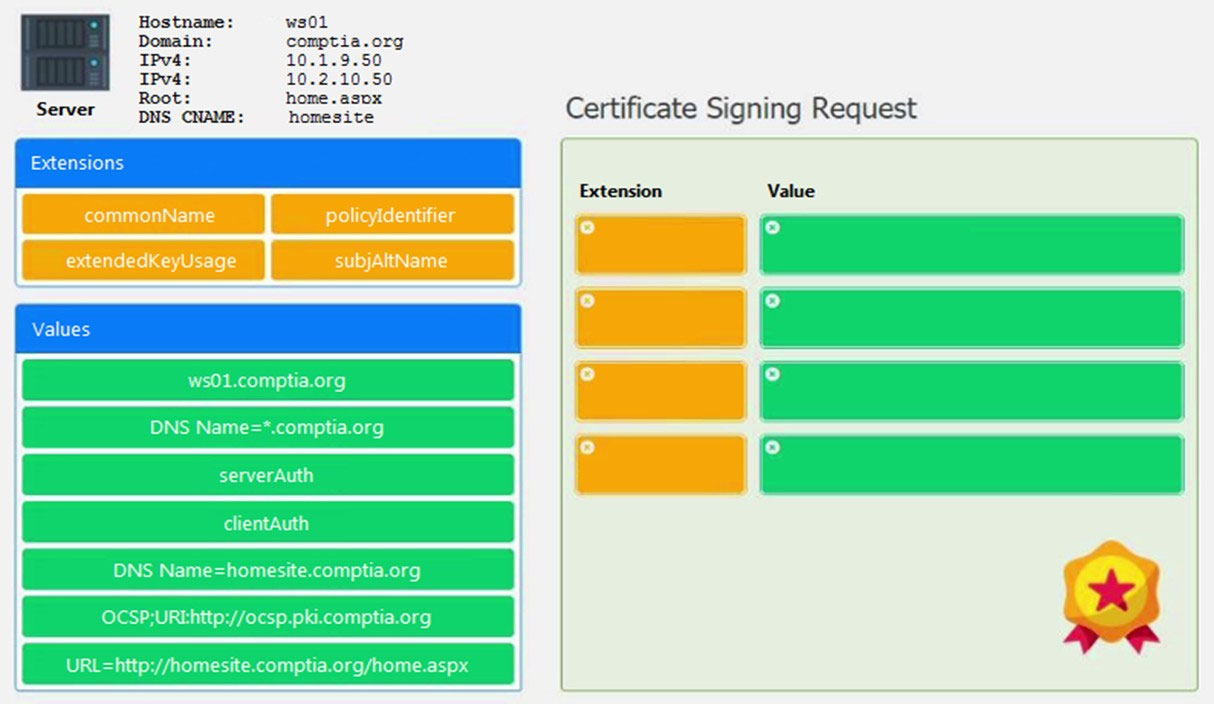 Hostname: ws01
Domain: comptia.org
IPv4: 10.1.9.50
IPv4: 10.2.10.50
Root: home.aspx
DNS CNAME: homesite
Server
Certificate Signing Request
Extensions
commonName policyIdentifier
extendedKeyUsage subjAltName
Extension Value
Values
ws01.comptia.org
DNS Name=*.comptia.org
serverAuth
clientAuth
DNS Name=homesite.comptia.org
OCSP;URI:http://ocsp.pki.comptia.org
URL=http://homesite.comptia.org/home.aspx